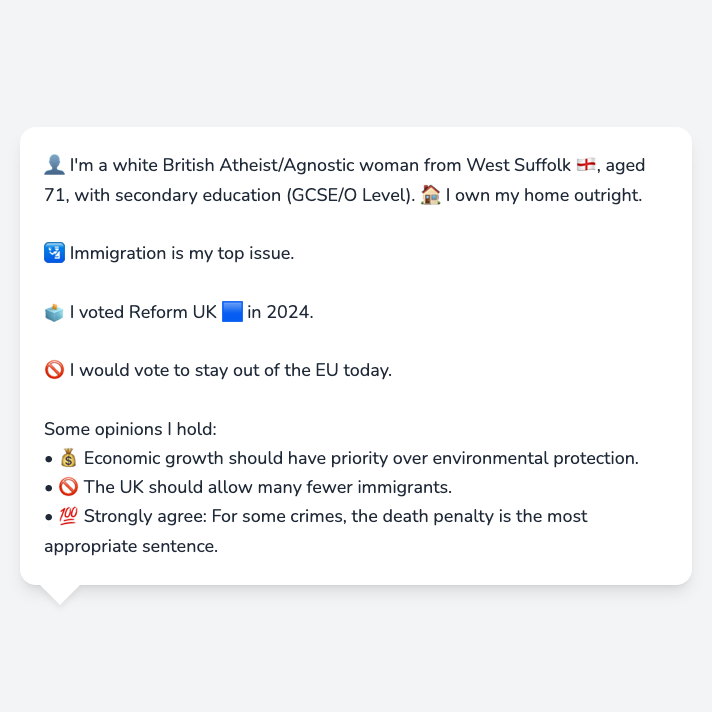 👤 I'm a white British Atheist/Agnostic woman from West Suffolk 🏴󠁧󠁢󠁥󠁮󠁧󠁿, aged
71, with secondary education (GCSE/O Level). 🏠 I own my home outright.
🛂 Immigration is my top issue.
🗳️ I voted Reform UK 🟦 in 2024.
🚫 I would vote to stay out of the EU today.
Some opinions I hold:
• 💰 Economic growth should have priority over environmental protection.
• 🚫 The UK should allow many fewer immigrants.
• 💯 Strongly agree: For some crimes, the death penalty is the most
appropriate sentence.